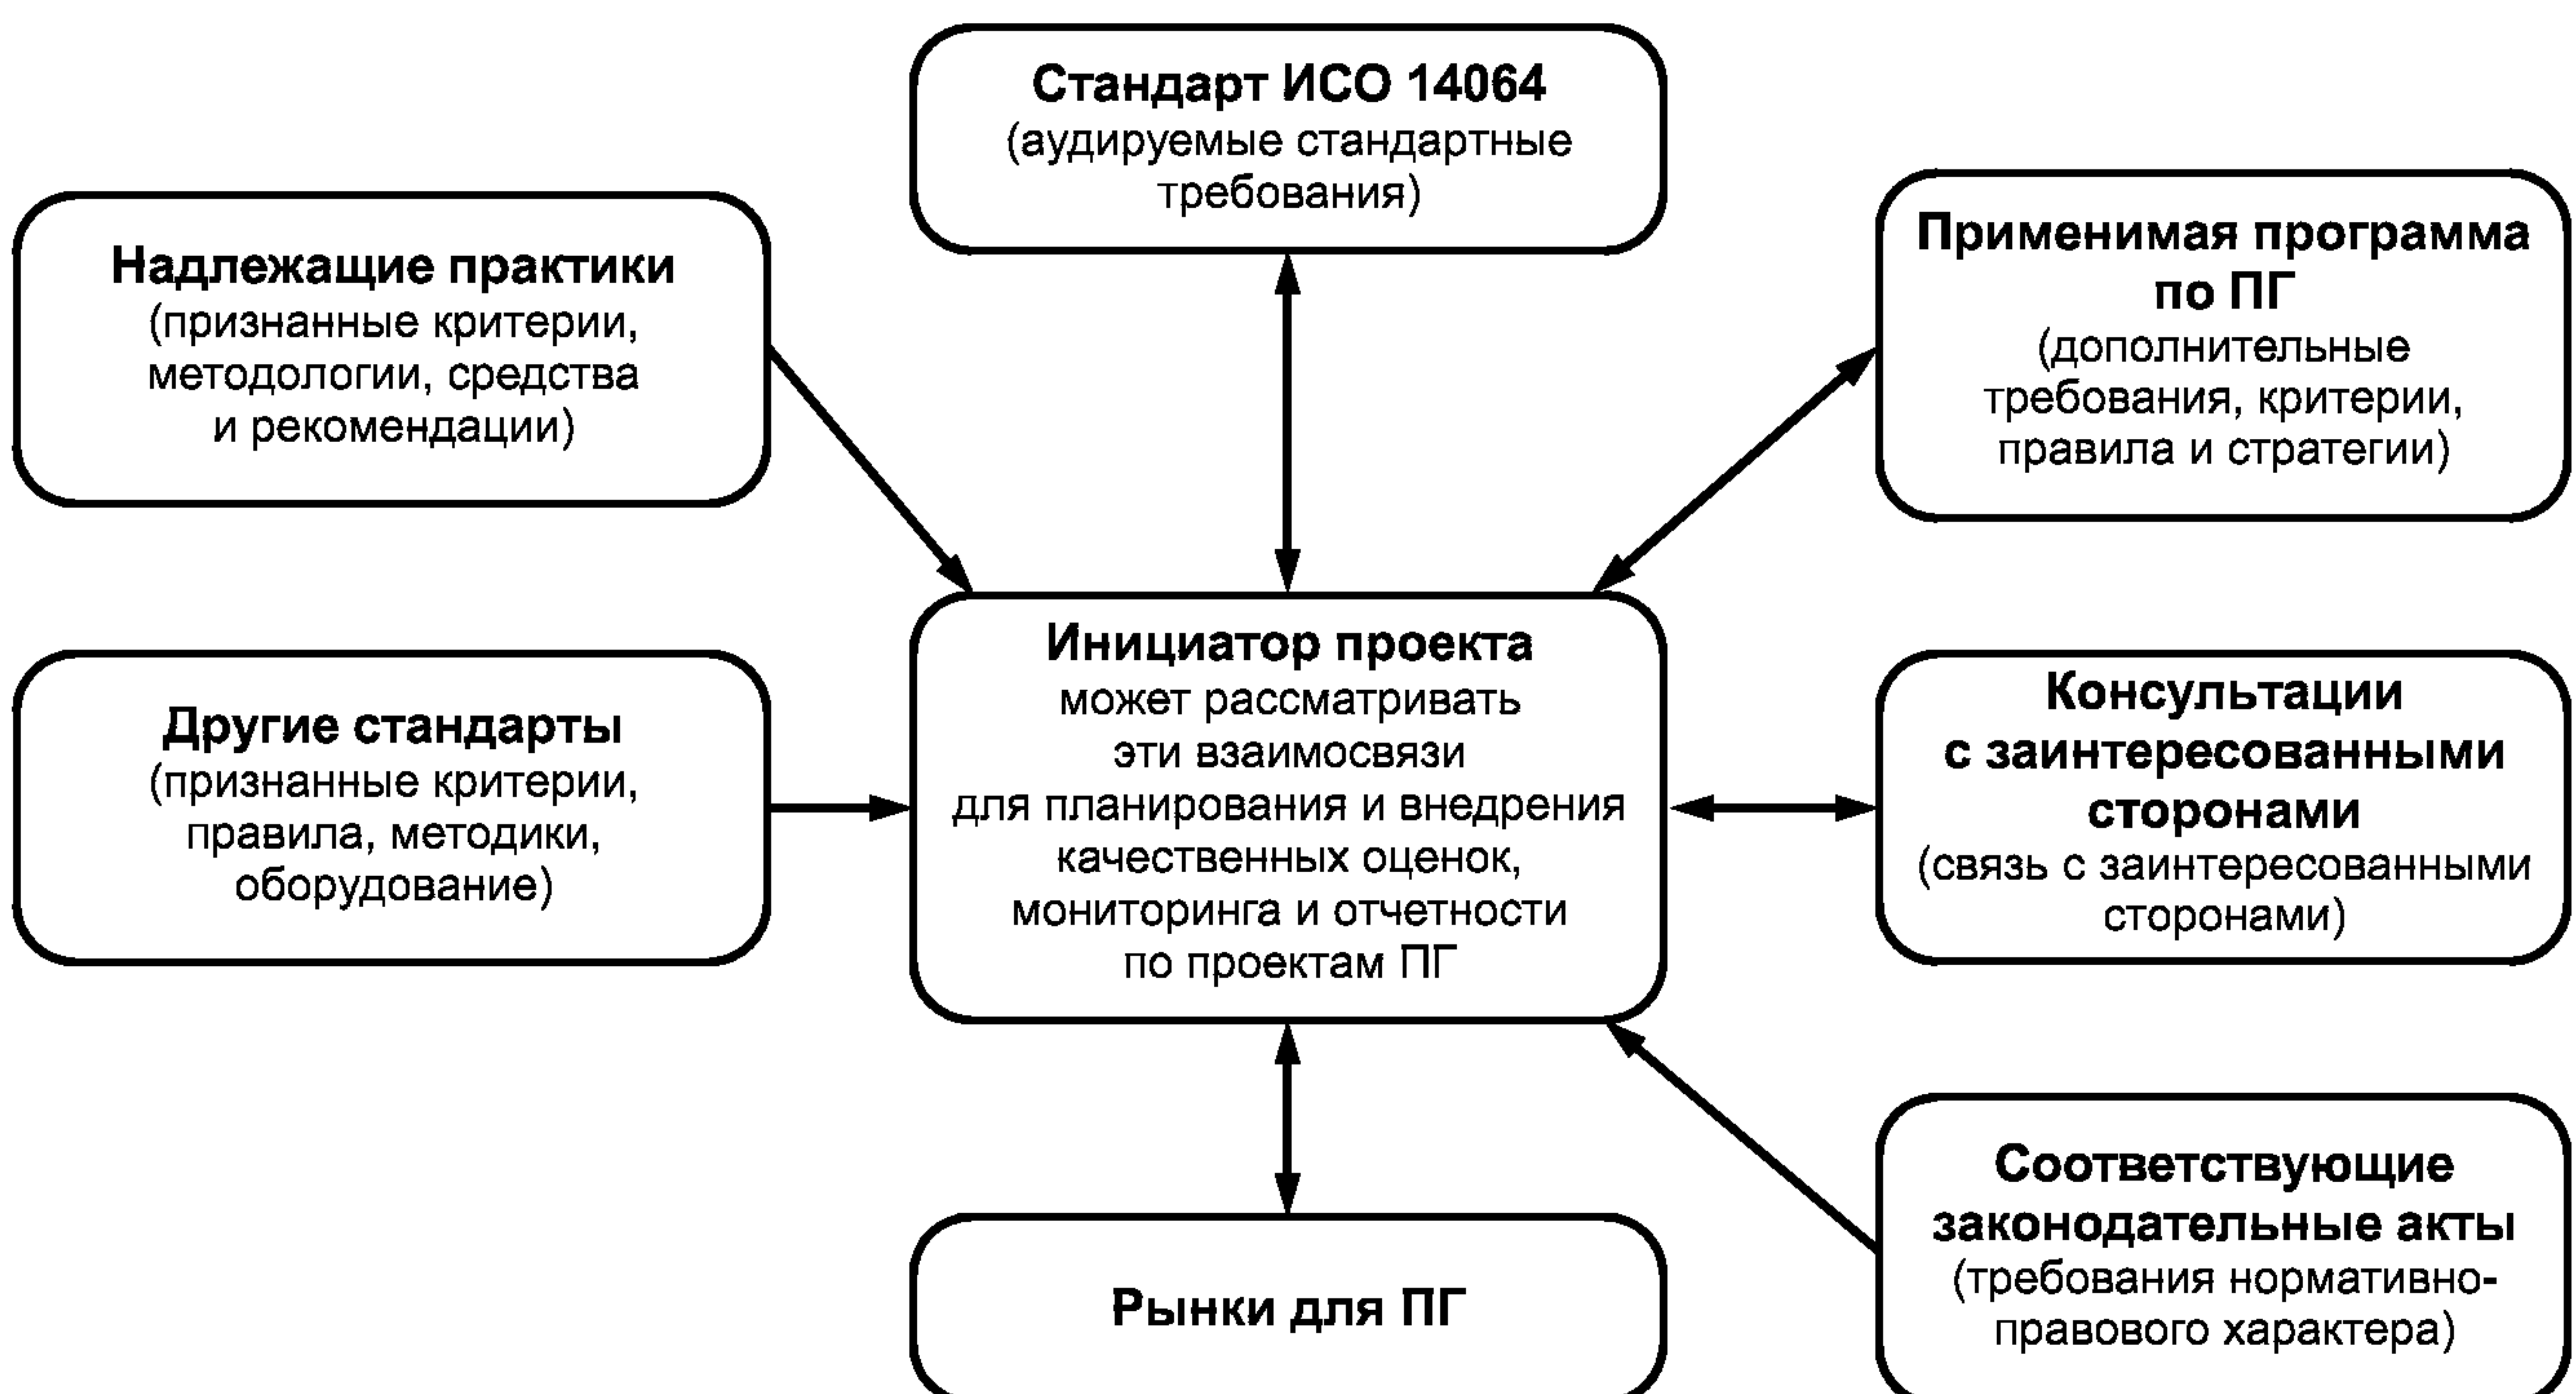 Стандарт ИСО 14064
(аудируемые стандартные
требования)
Надлежащие практики
(признанные критерии,
методологии, средства
и рекомендации)
Применимая программа
по ПГ
(дополнительные
требования, критерии,
правила и стратегии)
Другие стандарты
(признанные критерии,
правила, методики,
оборудование)
Инициатор проекта
может рассматривать
эти взаимосвязи
для планирования и внедрения
качественных оценок,
мониторинга и отчетности
по проектам ПГ
Консультации
с заинтересованными
сторонами
(связь с заинтересованными
сторонами)
Рынки для ПГ
Соответствующие
законодательные акты
(требования нормативно-
правового характера)